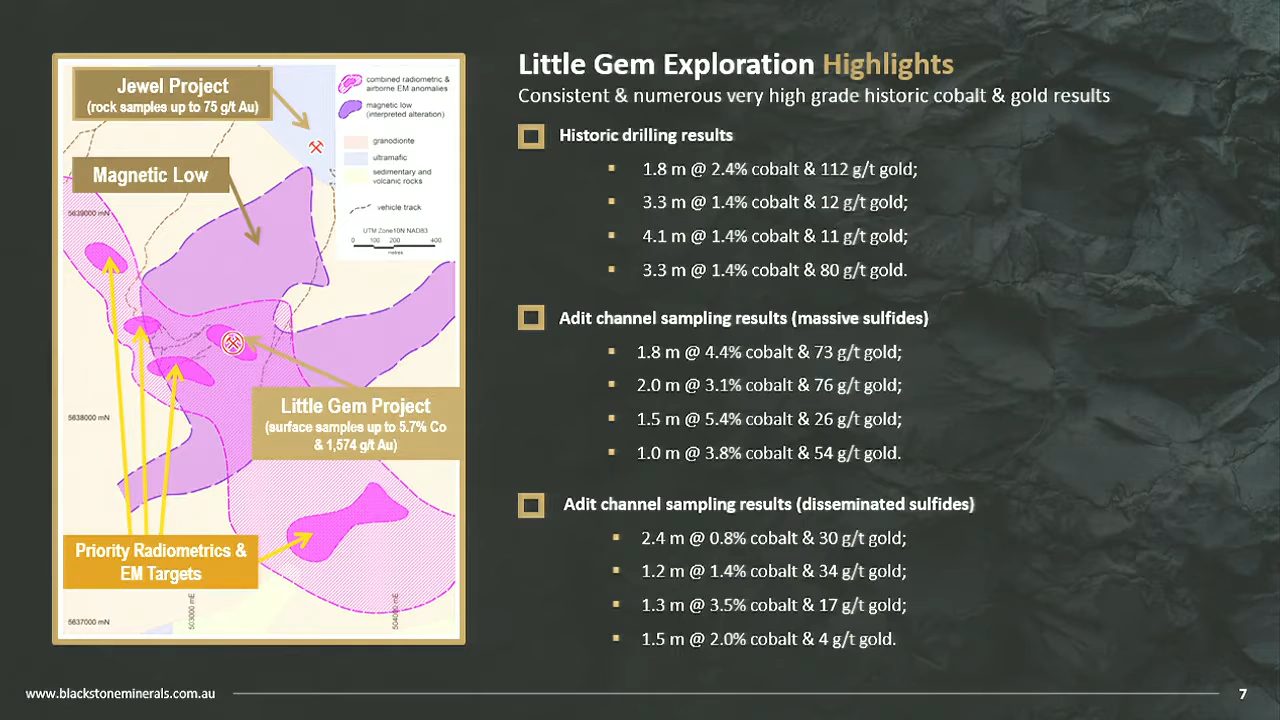 Little Gem Exploration Highlights
Consistent & numerous very high grade historic cobalt & gold results
Jewel Project
(rock samples up to 75 g/t Au)
Magnetic Low
combined radiometric &
airborne EM anomalies
magnetic low
(interpreted alteration)
granodiorite
ultramafic
sedimentary and
volcanic rocks
vehicle track
UTM Zone10N NAD83
0 100 200 400
metres
5639000 mN
5638000 mN
5637000 mN
503000 mE
504000 mE
Little Gem Project
(surface samples up to 5.7% Co
& 1,574 g/t Au)
Priority Radiometrics &
EM Targets
Historic drilling results
1.8 m @ 2.4% cobalt & 112 g/t gold;
3.3 m @ 1.4% cobalt & 12 g/t gold;
4.1 m @ 1.4% cobalt & 11 g/t gold;
3.3 m @ 1.4% cobalt & 80 g/t gold.
Adit channel sampling results (massive sulfides)
1.8 m @ 4.4% cobalt & 73 g/t gold;
2.0 m @ 3.1% cobalt & 76 g/t gold;
1.5 m @ 5.4% cobalt & 26 g/t gold;
1.0 m @ 3.8% cobalt & 54 g/t gold.
Adit channel sampling results (disseminated sulfides)
2.4 m @ 0.8% cobalt & 30 g/t gold;
1.2 m @ 1.4% cobalt & 34 g/t gold;
1.3 m @ 3.5% cobalt & 17 g/t gold;
1.5 m @ 2.0% cobalt & 4 g/t gold.
www.blackstoneminerals.com.au
7